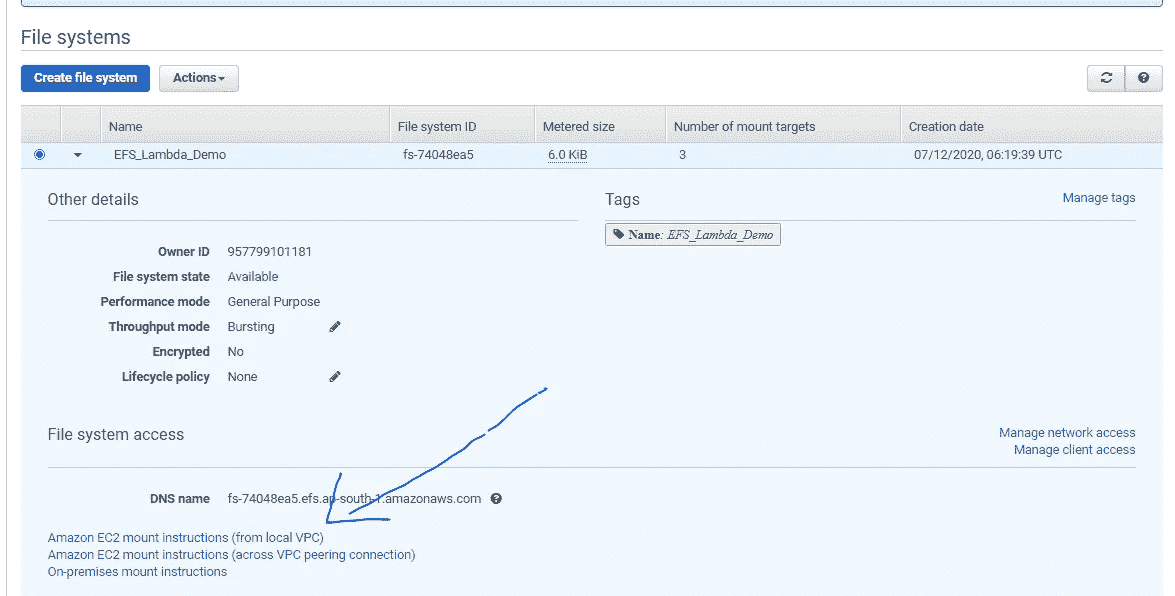 File systems
Create file system Actions
Name File system ID Metered size Number of mount targets Creation date
EFS_Lambda_Demo fs-74048ea5 6.0 KiB 3 07/12/2020, 06:19:39 UTC
Other details
Tags
Manage tags
Name: EFS_Lambda_Demo
Owner ID 957799101181
File system state Available
Performance mode General Purpose
Throughput mode Bursting
Encrypted No
Lifecycle policy None
File system access
Manage network access
Manage client access
DNS name fs-74048ea5.efs.ap-south-1.amazonaws.com
Amazon EC2 mount instructions (from local VPC)
Amazon EC2 mount instructions (across VPC peering connection)
On-premises mount instructions